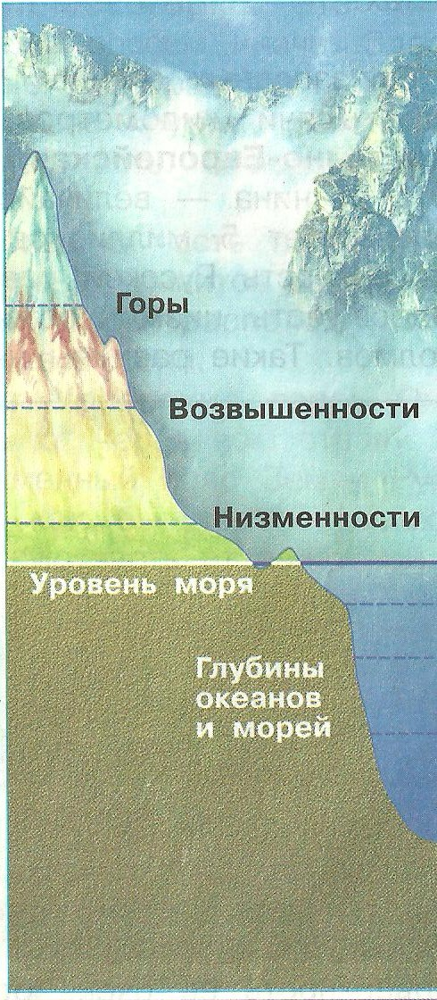 Горы
Возвышенности
Низменности
Уровень моря
Глубины
океанов
и морей